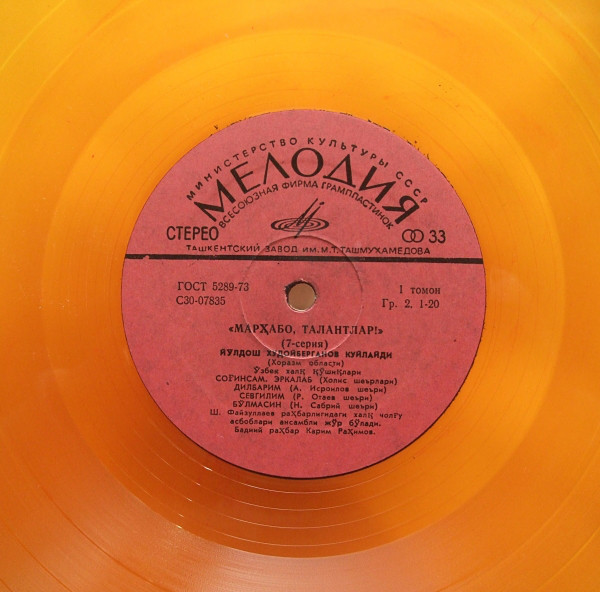 МИНИСТЕРСТВО КУЛЬТУРЫ СССР
МЕЛОДИЯ
ВСЕСОЮЗНАЯ ФИРМА ГРАМПЛАСТИНОК
СТЕРЕО
33
ТАШКЕНТСКИЙ ЗАВОД ИМ. М.Т.ТАШМУХАМЕДОВА
ГОСТ 5289-73
С30-07835
1 томон
Гр. 2, 1-20
«МАРҲАБО, ТАЛАНТЛАР!»
(7-серия)
ЙЎЛДОШ ХУДОЙБЕРГАНОВ КУЙЛАЙДИ
(Хоразм области)
Ўзбек халқ қўшиқлари
СОҒИНСАМ, ЭРКАЛАБ (Холис шеърлари)
ДИЛБАРИМ (А. Исроилов шеъри)
СЕВГИЛИМ (Р. Отаев шеъри)
БЎЛМАСИН (Н. Сабрий шеъри)
Ш. Файзуллаев раҳбарлигидаги халқ чолғу
асбоблари ансамбли жўр бўлади.
Бадиий раҳбар Карим Раҳимов.